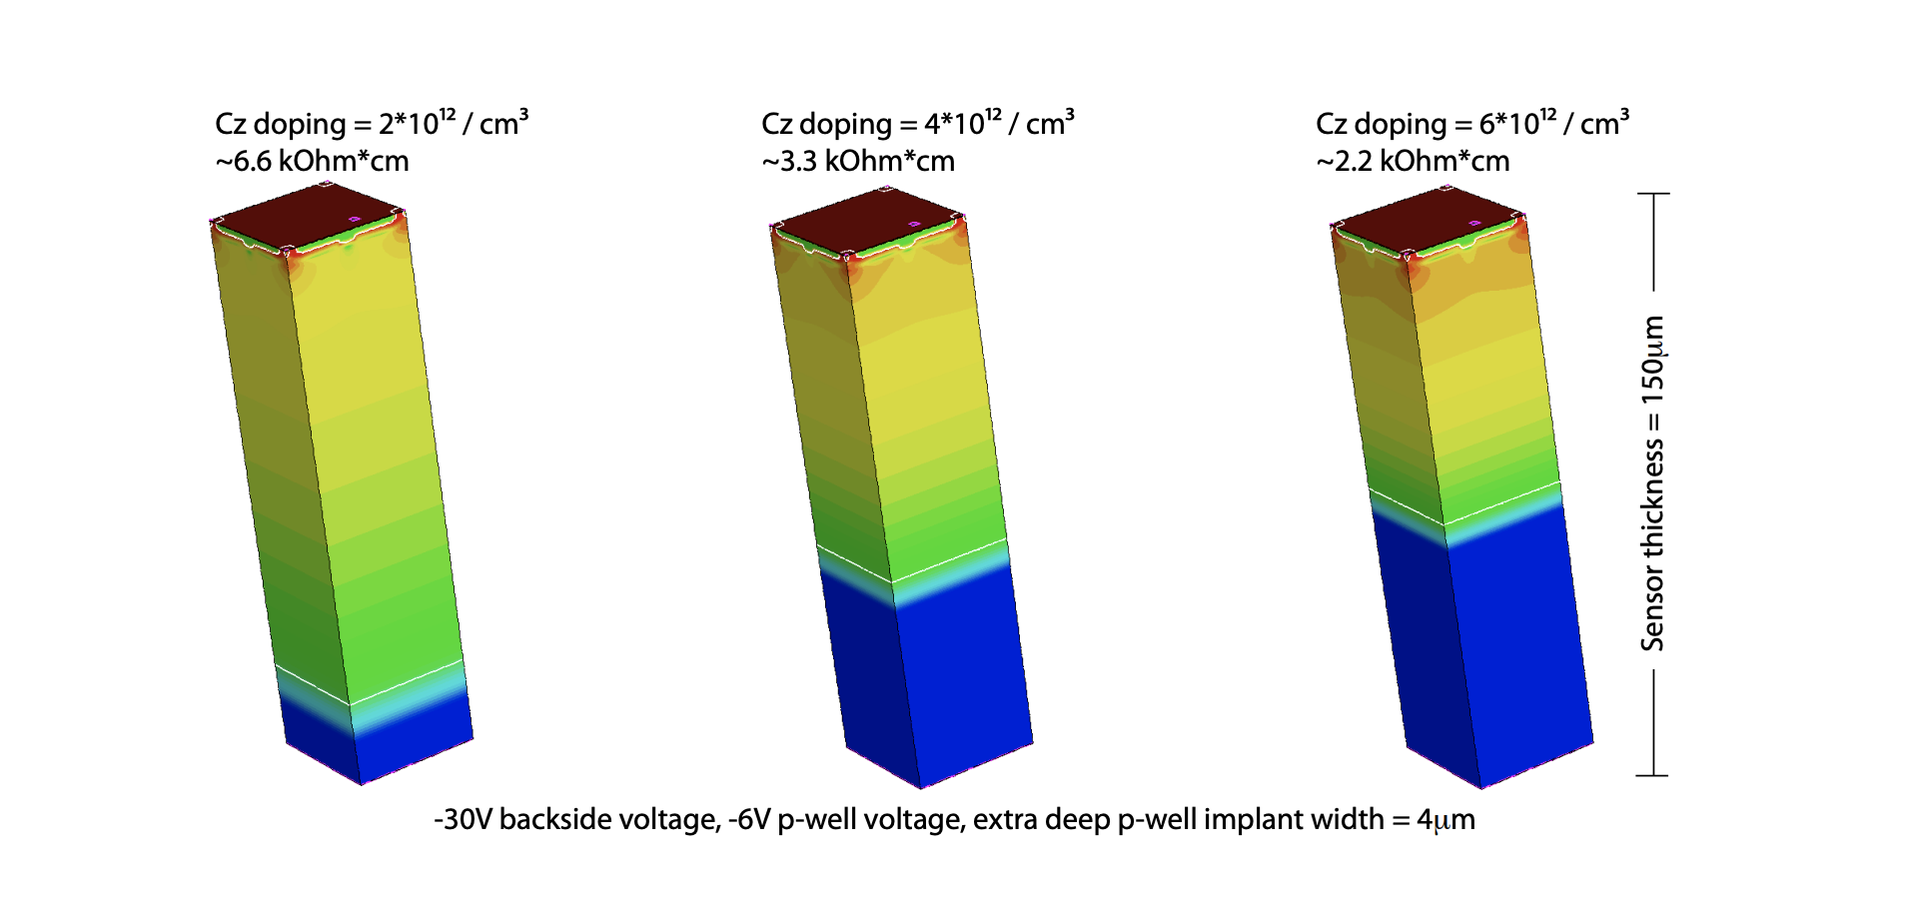 Cz doping = 2*10¹² / cm³
~6.6 kOhm*cm
Cz doping = 4*10¹² / cm³
~3.3 kOhm*cm
Cz doping = 6*10¹² / cm³
~2.2 kOhm*cm
Sensor thickness = 150μm
-30V backside voltage, -6V p-well voltage, extra deep p-well implant width = 4μm